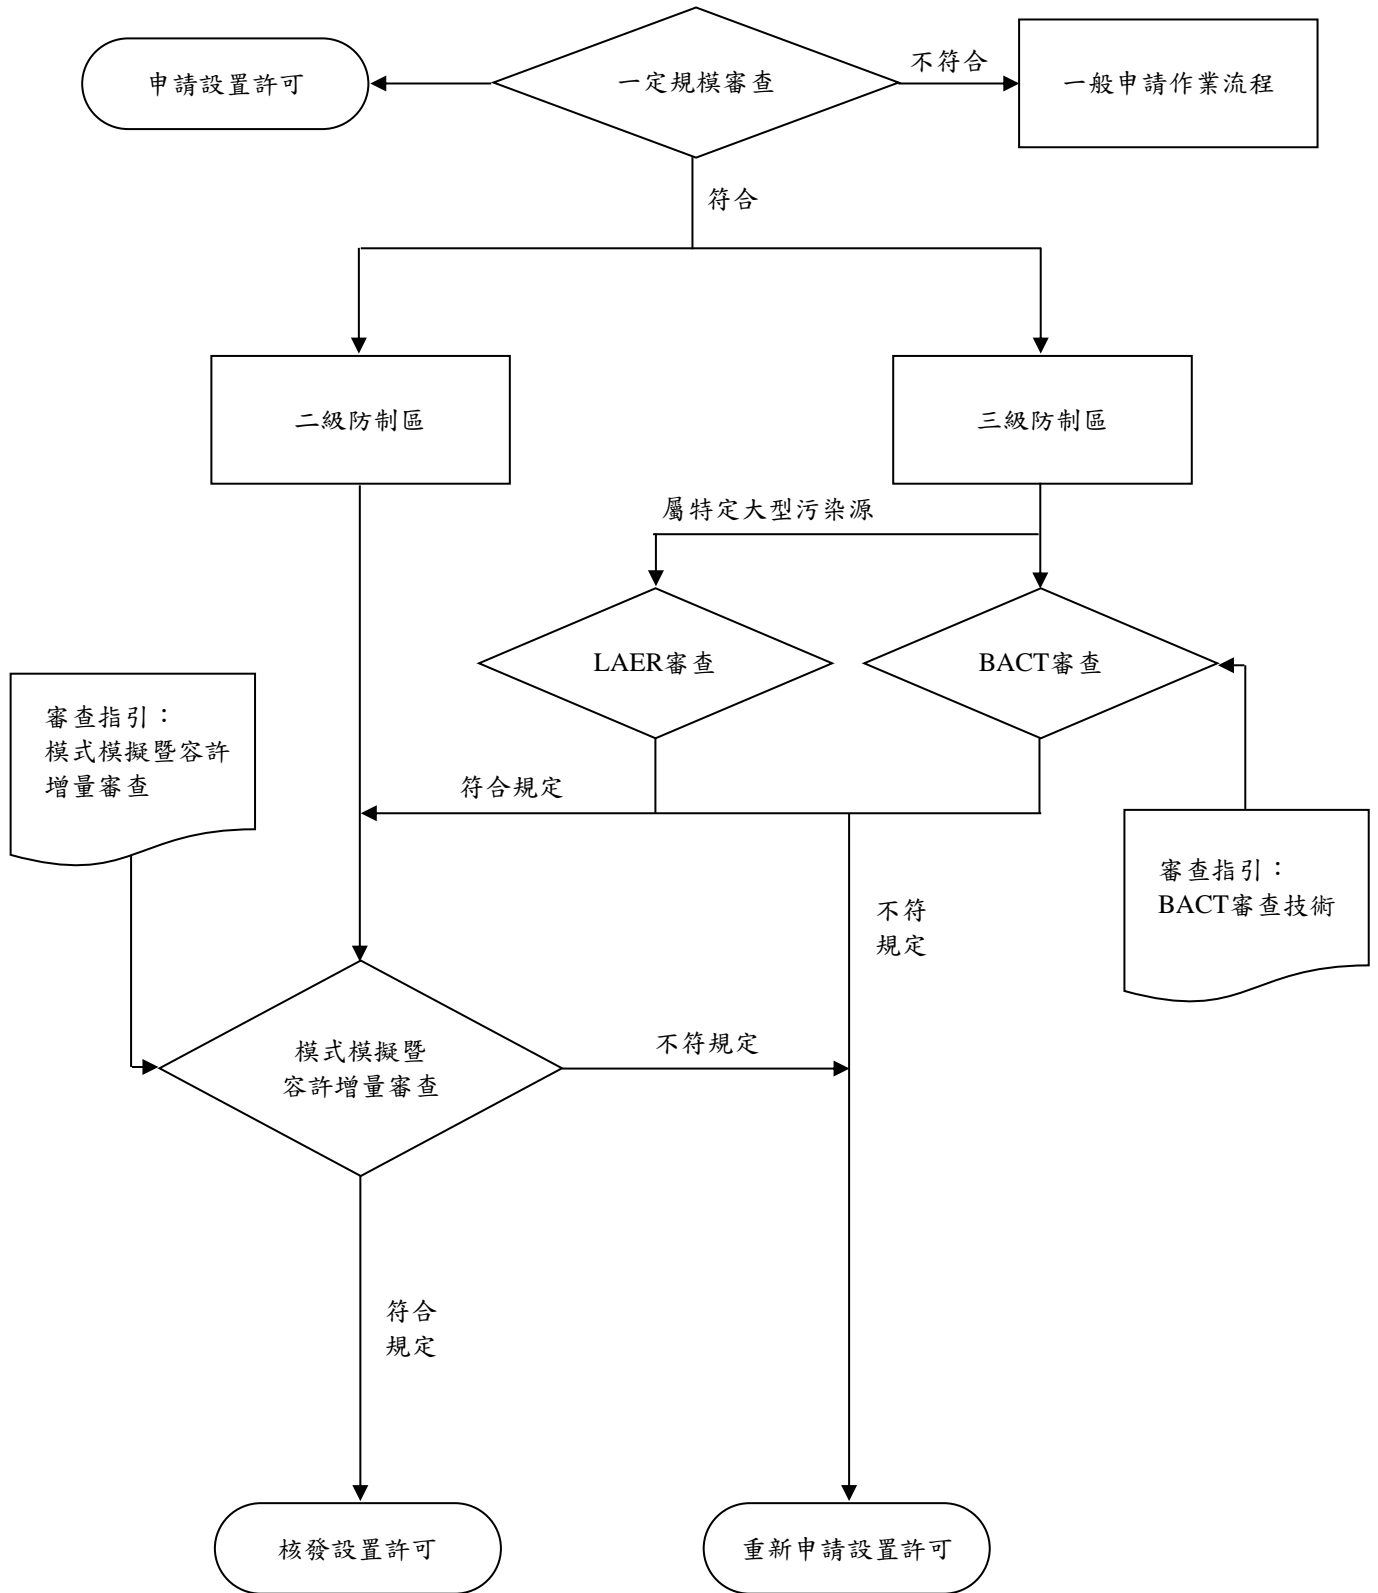 申請設置許可
一定規模審查
不符合
一般申請作業流程
符合
二級防制區
三級防制區
屬特定大型污染源
LAER審查
BACT審查
審查指引：
模式模擬暨容許
增量審查
符合規定
審查指引：
BACT審查技術
不符
規定
模式模擬暨
容許增量審查
不符規定
符合
規定
核發設置許可
重新申請設置許可